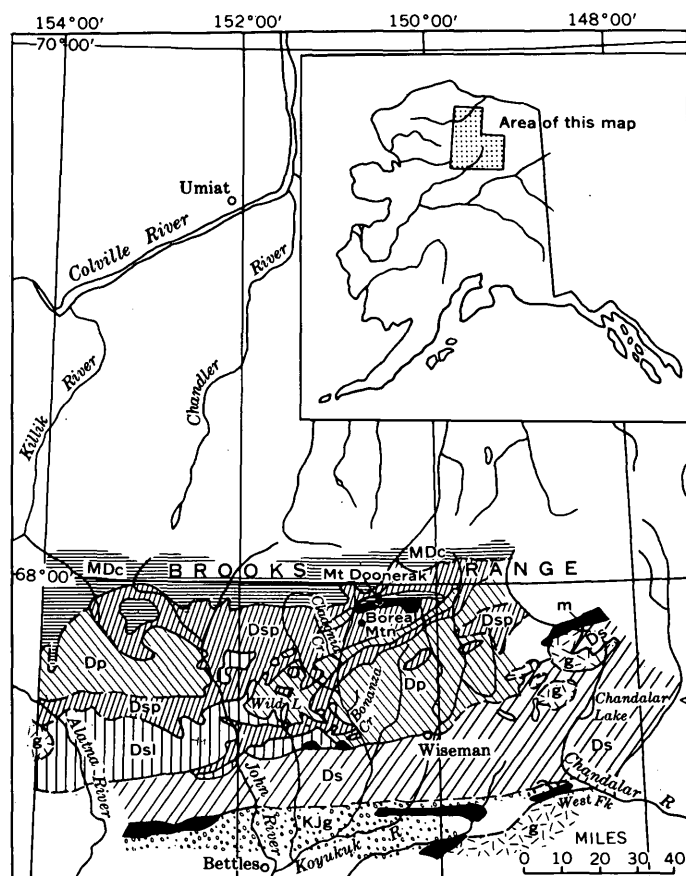 154°00' 152°00' 150°00' 148°00'
70°00'
Area of this map
Umiat
Colville River
River
Chandler
River
Killik
MDc
MDc
68°00'
BROOKS RANGE
Mt Doonerak
m
Borea
Mtn
Dsp
Dsp
Ds
g
Dp
m
Dp
g
Wild L
Bonanza
Cr
Chandalar
Lake
Dsp
g
Dsl
Wiseman
Alatna River
Ds
Ds
Chandalar R
John
River
West Fk
KJg
R
g
Koyukuk
Bettles
MILES
0 10 20 30 40